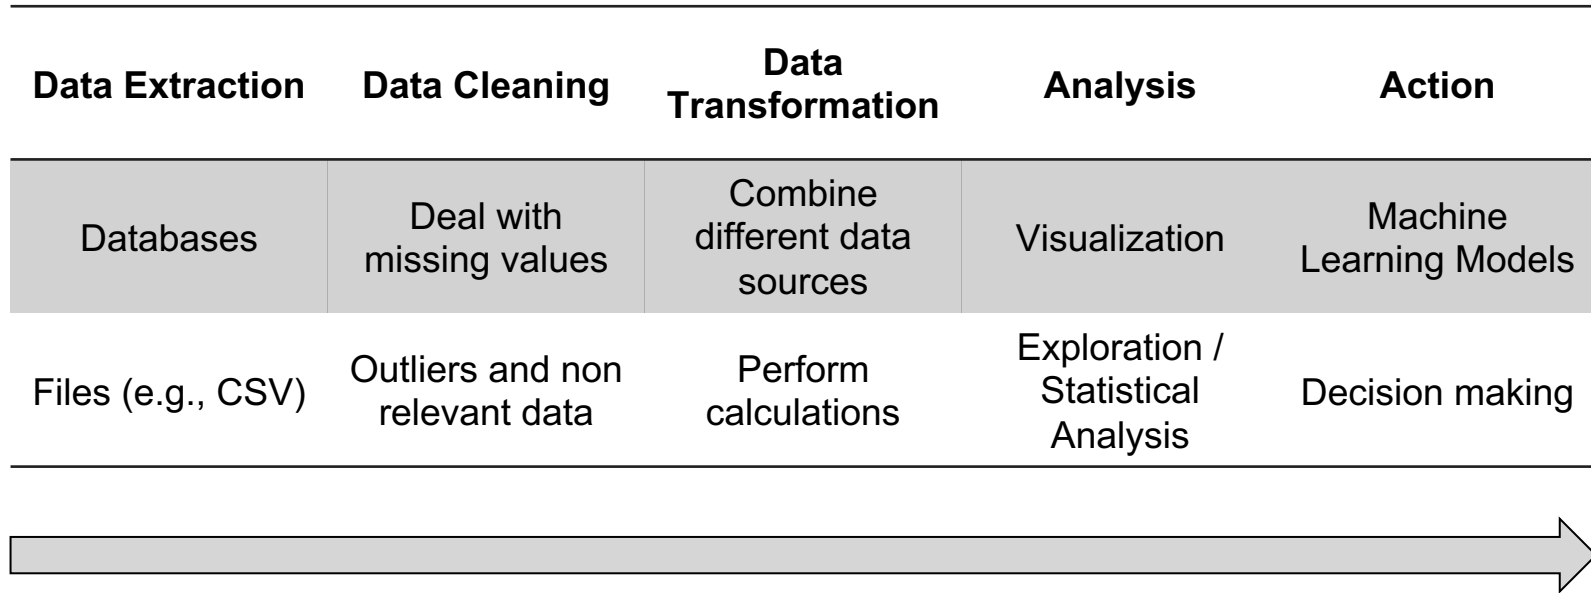 Data Extraction
Data Cleaning
Data
Transformation
Analysis
Action
Databases
Deal with
missing values
Combine
different data
sources
Visualization
Machine
Learning Models
Files (e.g., CSV)
Outliers and non
relevant data
Perform
calculations
Exploration /
Statistical
Analysis
Decision making